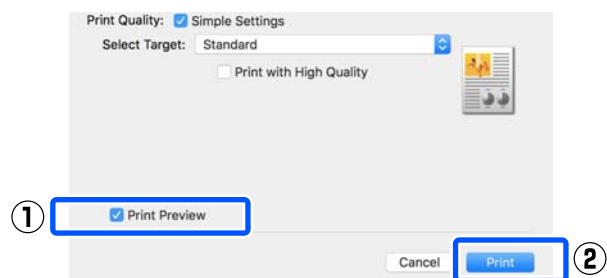 Print Quality: Simple Settings
Select Target: Standard
Print with High Quality
① Print Preview
Cancel Print ②